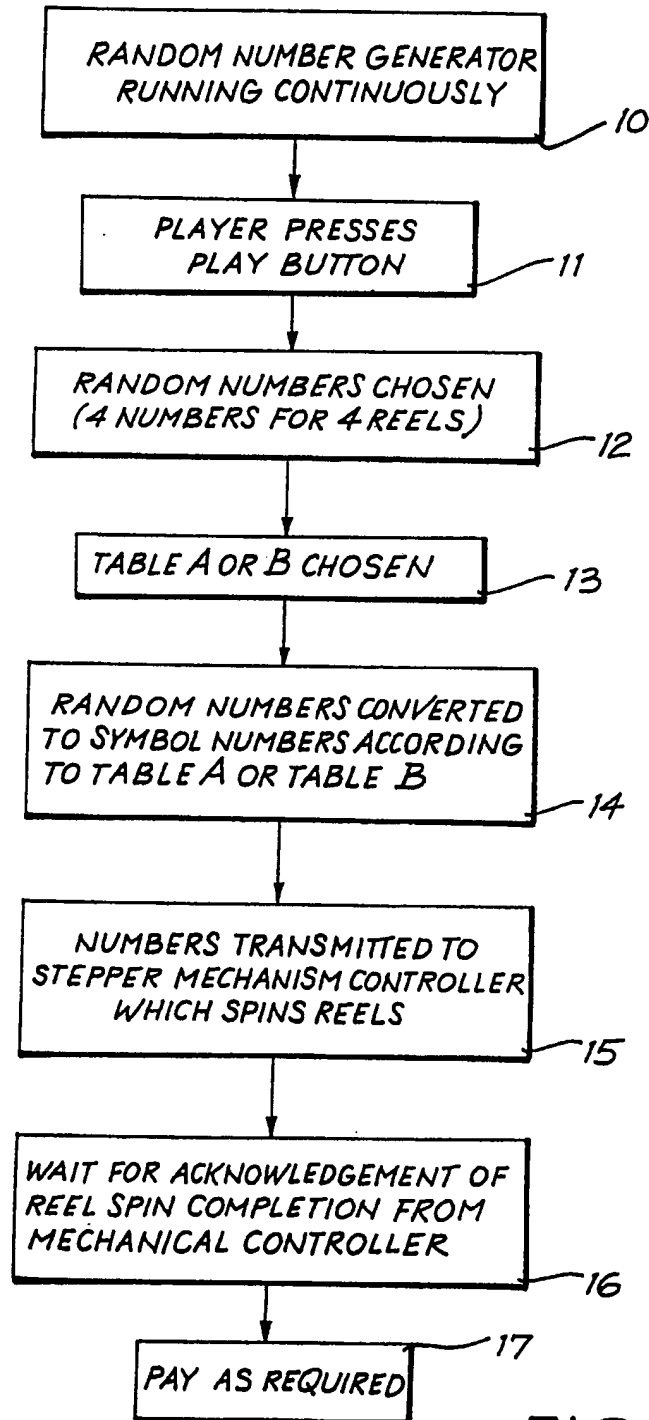 RANDOM NUMBER GENERATOR
RUNNING CONTINUOUSLY
10
PLAYER PRESSES
PLAY BUTTON
11
RANDOM NUMBERS CHOSEN
(4 NUMBERS FOR 4 REELS)
12
TABLE A OR B CHOSEN
13
RANDOM NUMBERS CONVERTED
TO SYMBOL NUMBERS ACCORDING
TO TABLE A OR TABLE B
14
NUMBERS TRANSMITTED TO
STEPPER MECHANISM CONTROLLER
WHICH SPINS REELS
15
WAIT FOR ACKNOWLEDGEMENT OF
REEL SPIN COMPLETION FROM
MECHANICAL CONTROLLER
16
17
PAY AS REQUIRED